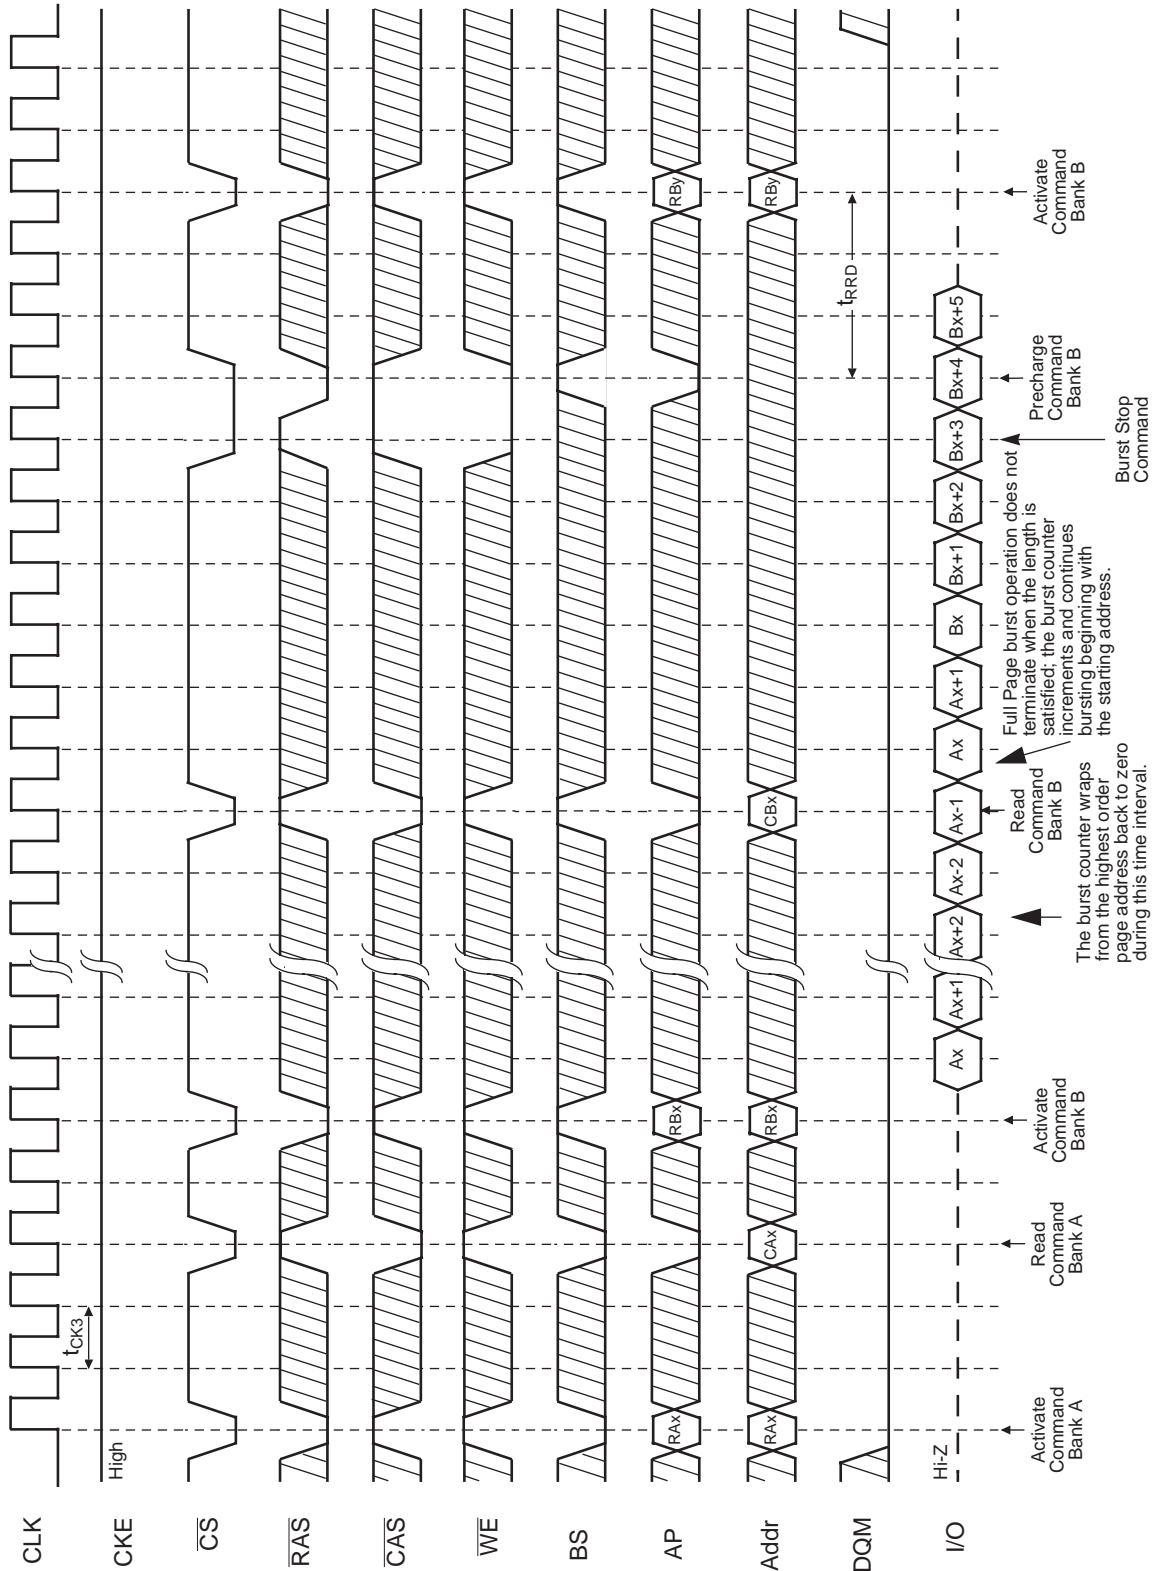 CLK
CKE
High
tCK3
CS
RAS
CAS
WE
BS
AP
RAx
RBx
RBy
Addr
RAx
CAx
RBx
CBx
RBy
tRRD
DQM
I/O
Hi-Z
Ax
Ax+1
Ax+2
Ax-2
Ax-1
Ax
Ax+1
Bx
Bx+1
Bx+2
Bx+3
Bx+4
Bx+5
Activate
Command
Bank A
Read
Command
Bank A
Activate
Command
Bank B
The burst counter wraps
from the highest order
page address back to zero
during this time interval.
Read
Command
Bank B
Full Page burst operation does not
terminate when the length is
satisfied; the burst counter
increments and continues
bursting beginning with
the starting address.
Burst Stop
Command
Precharge
Command
Bank B
Activate
Command
Bank B